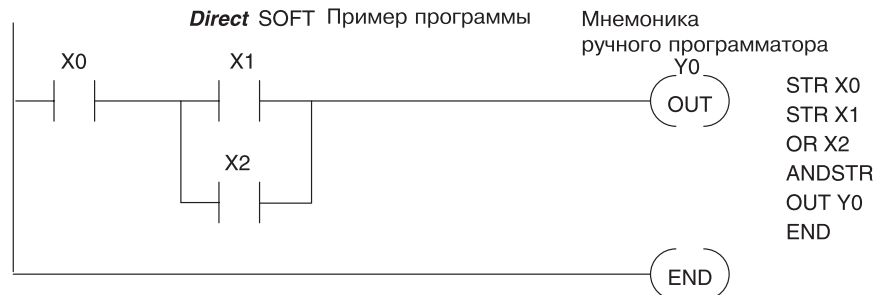 Direct SOFT Пример программы
Мнемоника
ручного программатора
X0
X1
Y0
OUT
X2
END
STR X0
STR X1
OR X2
ANDSTR
OUT Y0
END